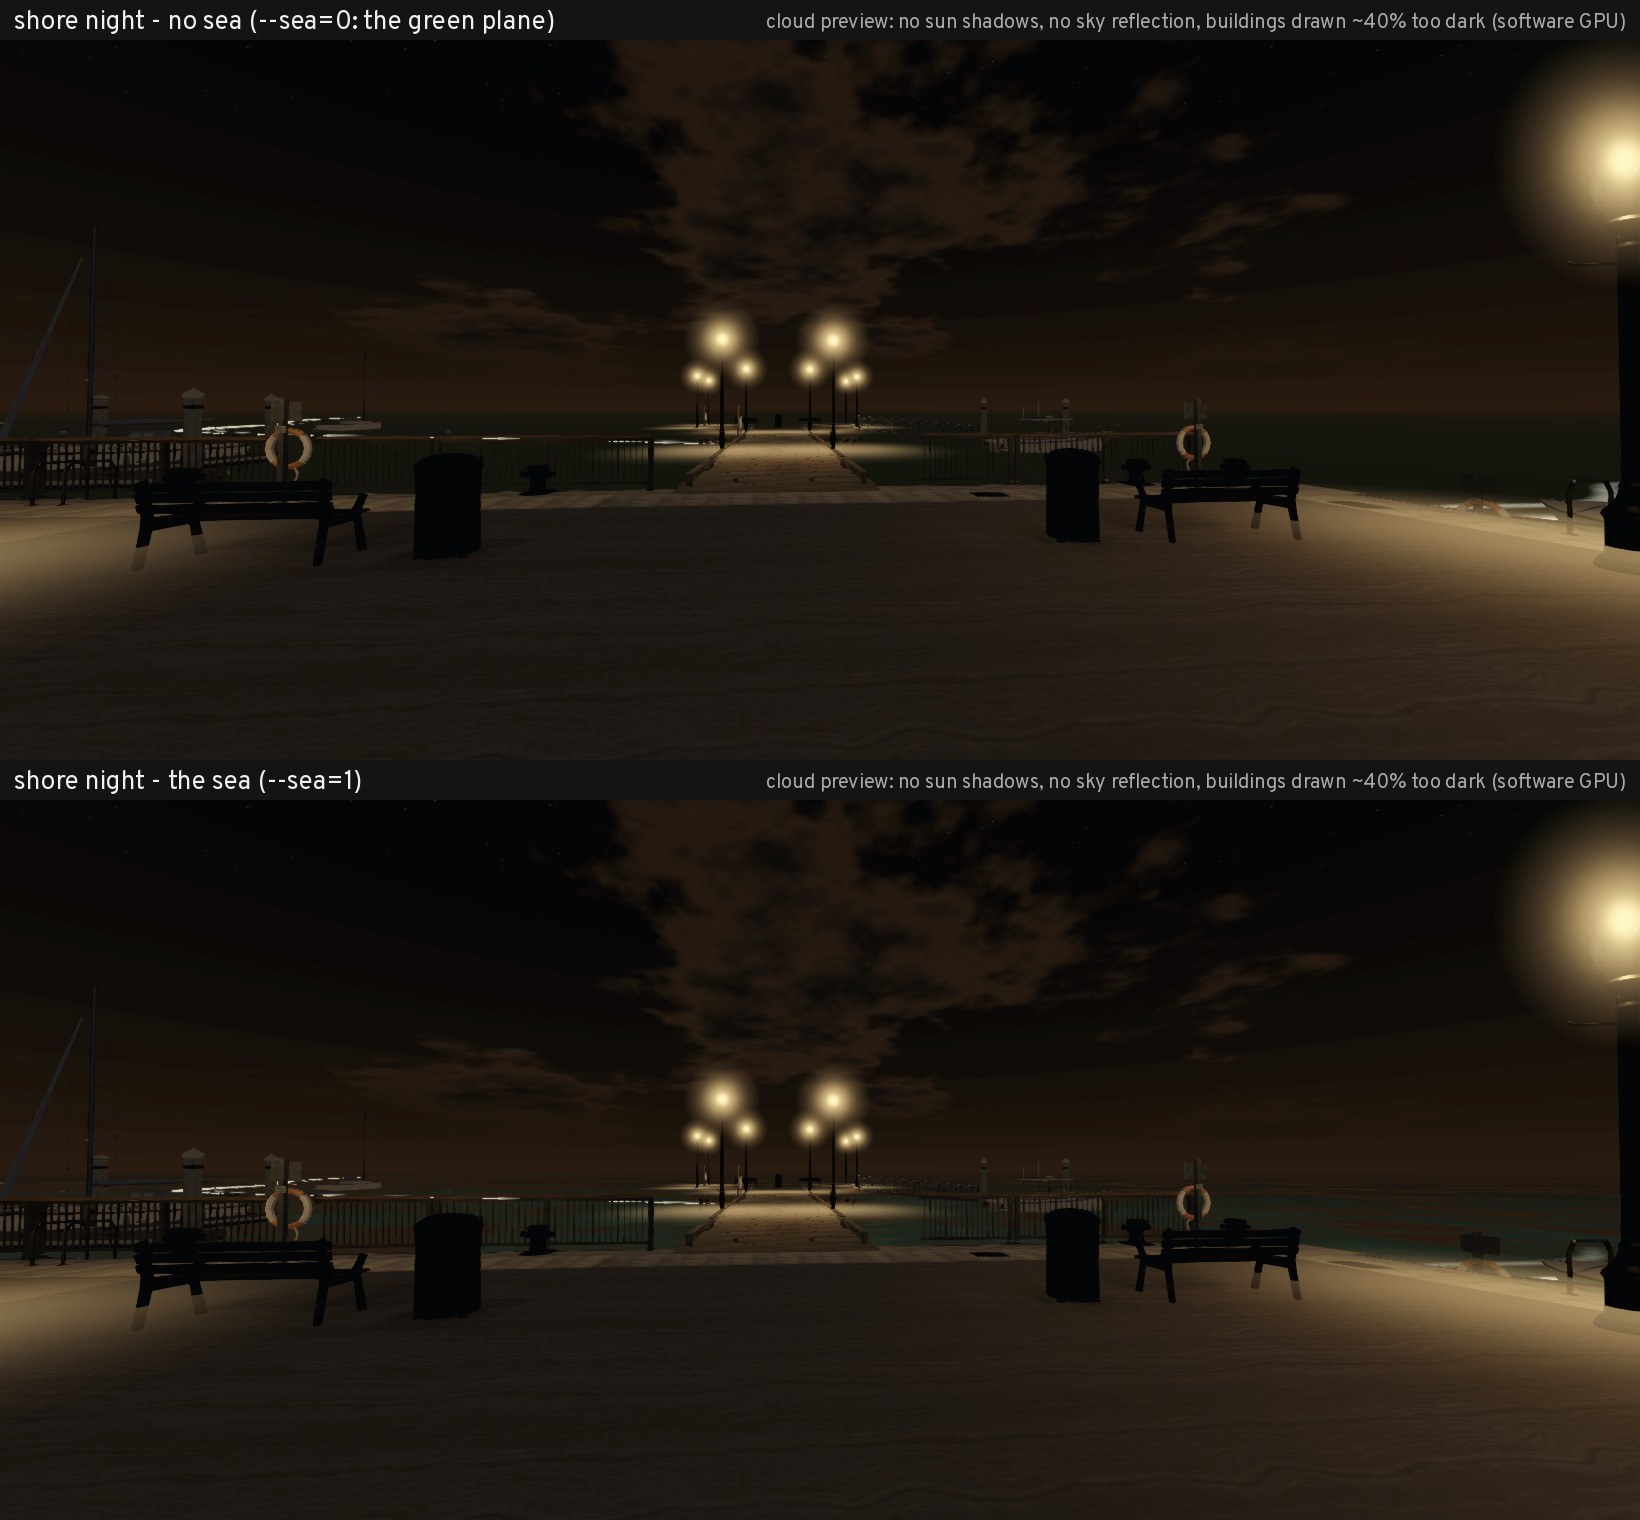 shore night - no sea (--sea=0: the green plane)
cloud preview: no sun shadows, no sky reflection, buildings drawn ~40% too dark (software GPU)
shore night - the sea (--sea=1)
cloud preview: no sun shadows, no sky reflection, buildings drawn ~40% too dark (software GPU)